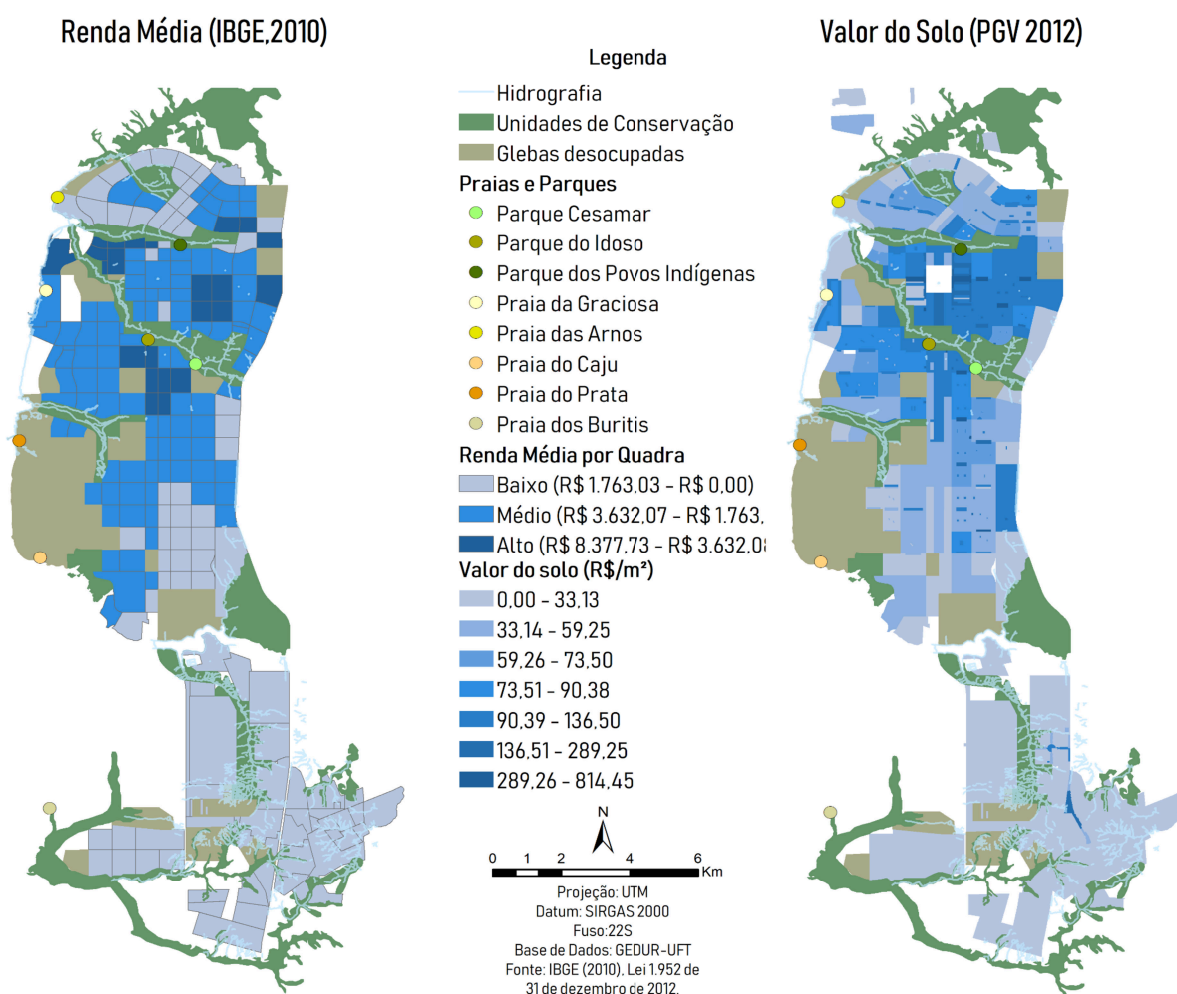 Renda Média (IBGE,2010)
Valor do Solo (PGV 2012)
Legenda
Hidrografia
Unidades de Conservação
Glebas desocupadas
Praias e Parques
Parque Cesamar
Parque do Idoso
Parque dos Povos Indígenas
Praia da Graciosa
Praia das Arnos
Praia do Caju
Praia do Prata
Praia dos Buritis
Renda Média por Quadra
Baixo (R$ 1.763,03 - R$ 0,00)
Médio (R$ 3.632,07 - R$ 1.763,
Alto (R$ 8.377,73 - R$ 3.632,08
Valor do solo (R$/m²)
0,00 - 33,13
33,14 - 59,25
59,26 - 73,50
73,51 - 90,38
90,39 - 136,50
136,51 - 289,25
289,26 - 814,45
N
0 1 2 4 6
Km
Projeção: UTM
Datum: SIRGAS 2000
Fuso:22S
Base de Dados: GEDUR-UFT
Fonte: IBGE (2010). Lei 1.952 de
31 de dezembro de 2012.